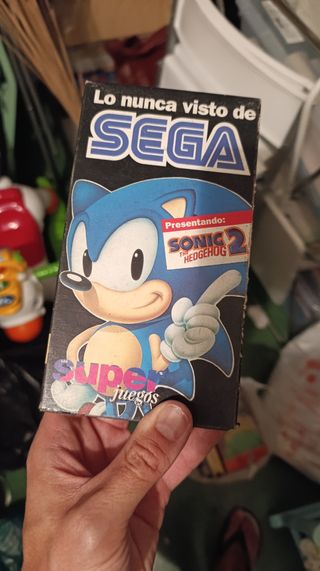 Lo nunca visto de
SEGA
Presentando:
SONIC 2
THE
HEDGEHOG
super
juegos